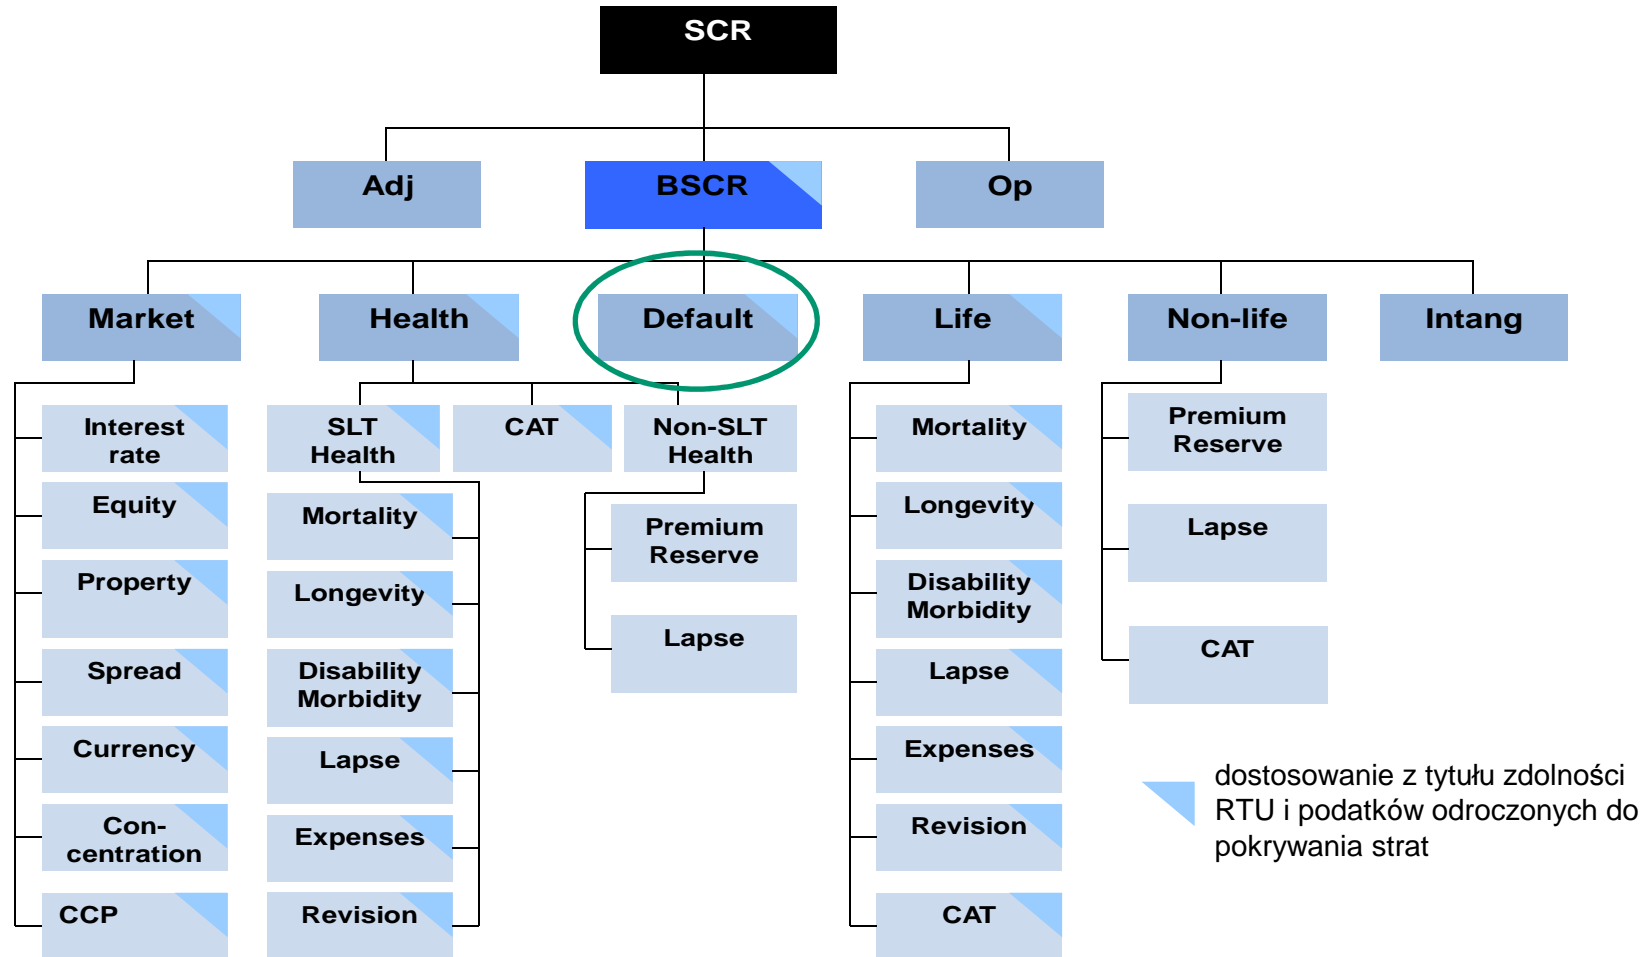 SCR
Adj
BSCR
Op
Market
Health
Default
Life
Non-life
Intang
Interest
rate
Equity
Property
Spread
Currency
Con-
centration
CCP
SLT
Health
CAT
Non-SLT
Health
Mortality
Longevity
Disability
Morbidity
Lapse
Expenses
Revision
Premium
Reserve
Lapse
Mortality
Longevity
Disability
Morbidity
Lapse
Expenses
Revision
CAT
Premium
Reserve
Lapse
CAT
dostosowanie z tytułu zdolności
RTU i podatków odroczonych do
pokrywania strat